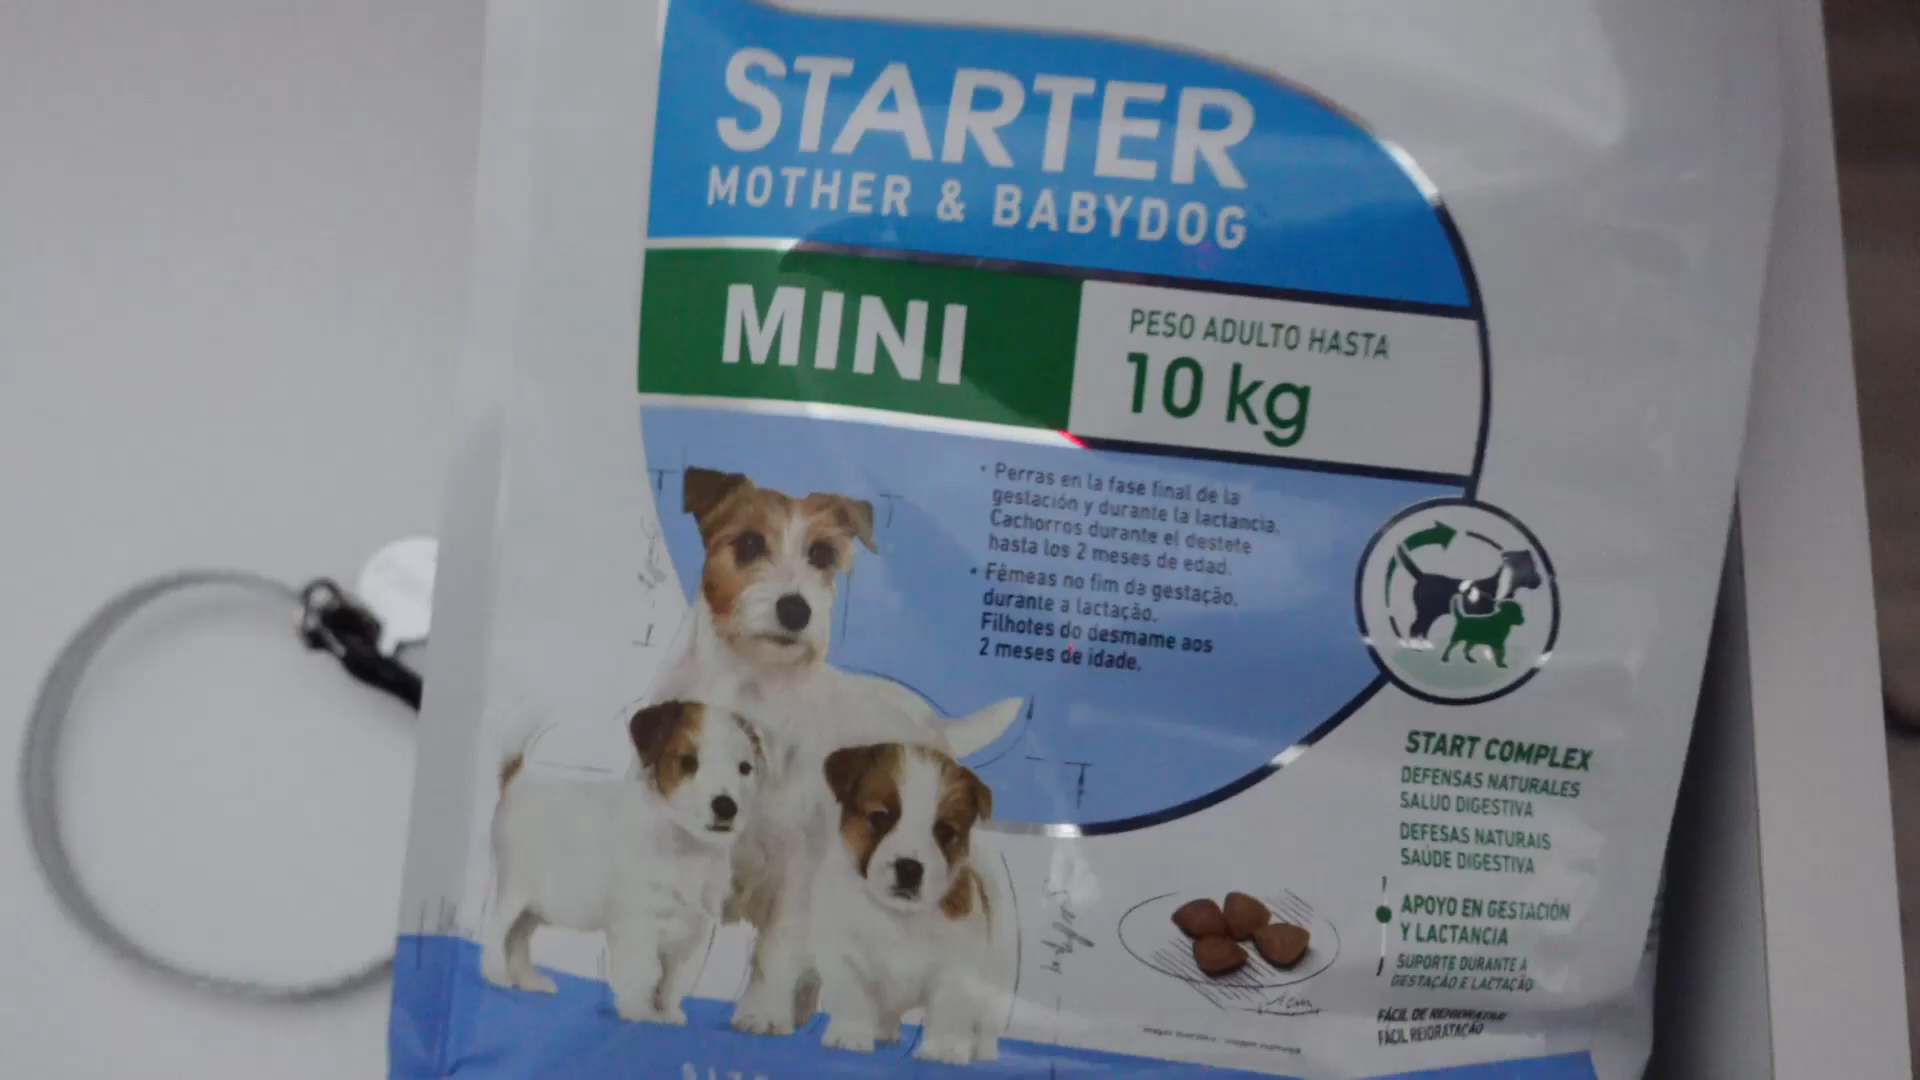 STARTER
MOTHER & BABYDOG
MINI
PESO ADULTO HASTA
10 kg
• Perras en la fase final de la
gestación y durante la lactancia.
Cachorros durante el destete
hasta los 2 meses de edad.
• Fêmeas no fim da gestação,
durante a lactação.
Filhotes do desmame aos
2 meses de idade.
START COMPLEX
DEFENSAS NATURALES
SALUD DIGESTIVA
DEFESAS NATURAIS
SAÚDE DIGESTIVA
APOYO EN GESTACIÓN
Y LACTANCIA
SUPORTE DURANTE A
GESTAÇÃO E LACTAÇÃO
FÁCIL DE REHIDRATAR
FÁCIL REIDRATAÇÃO
1 cm